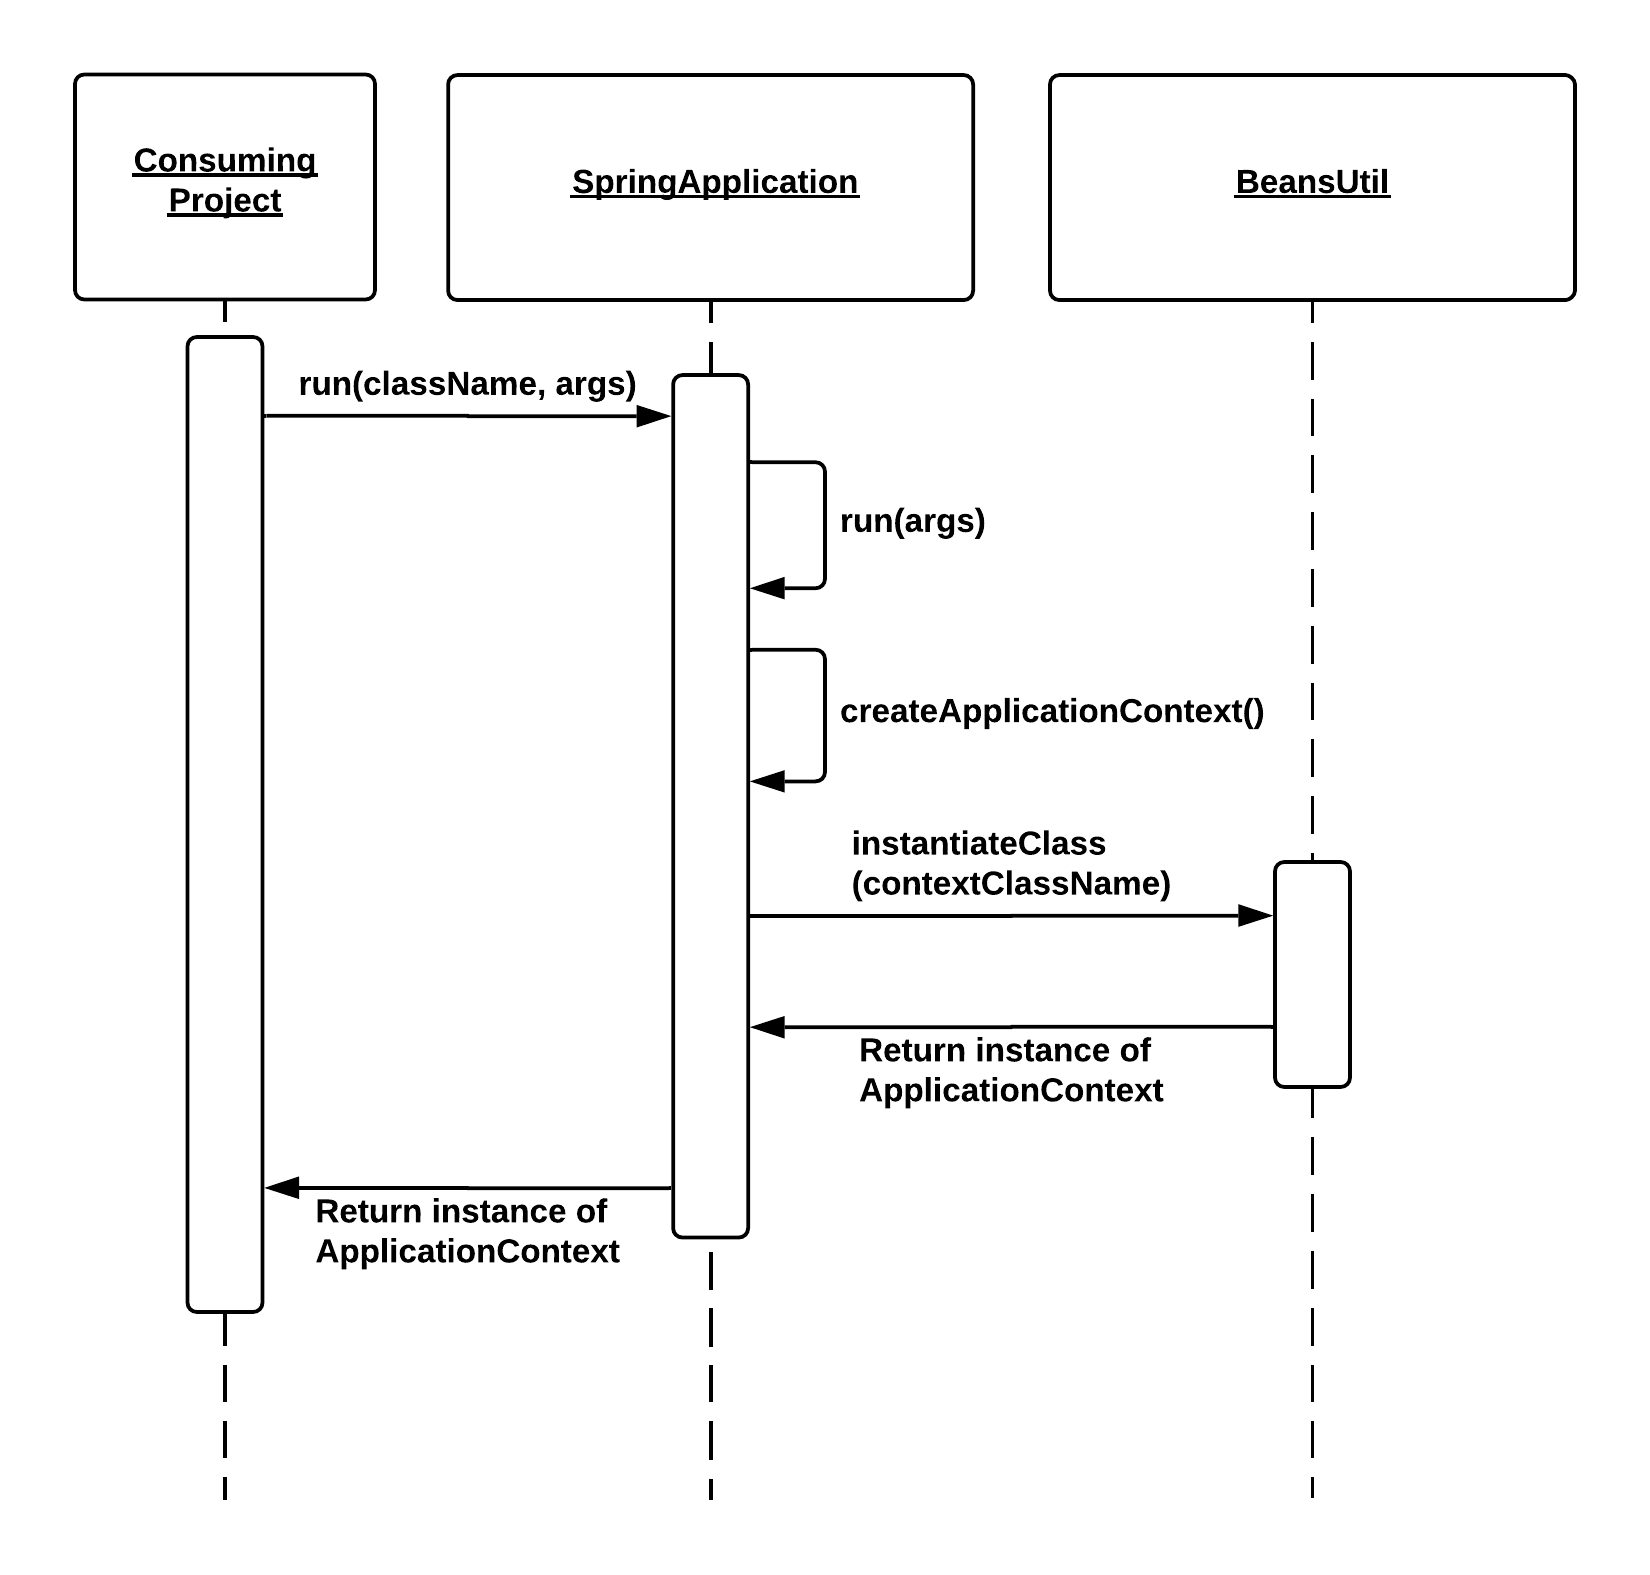 Consuming
Project
SpringApplication
BeansUtil
run(className, args)
run(args)
createApplicationContext()
instantiateClass
(contextClassName)
Return instance of
ApplicationContext
Return instance of
ApplicationContext